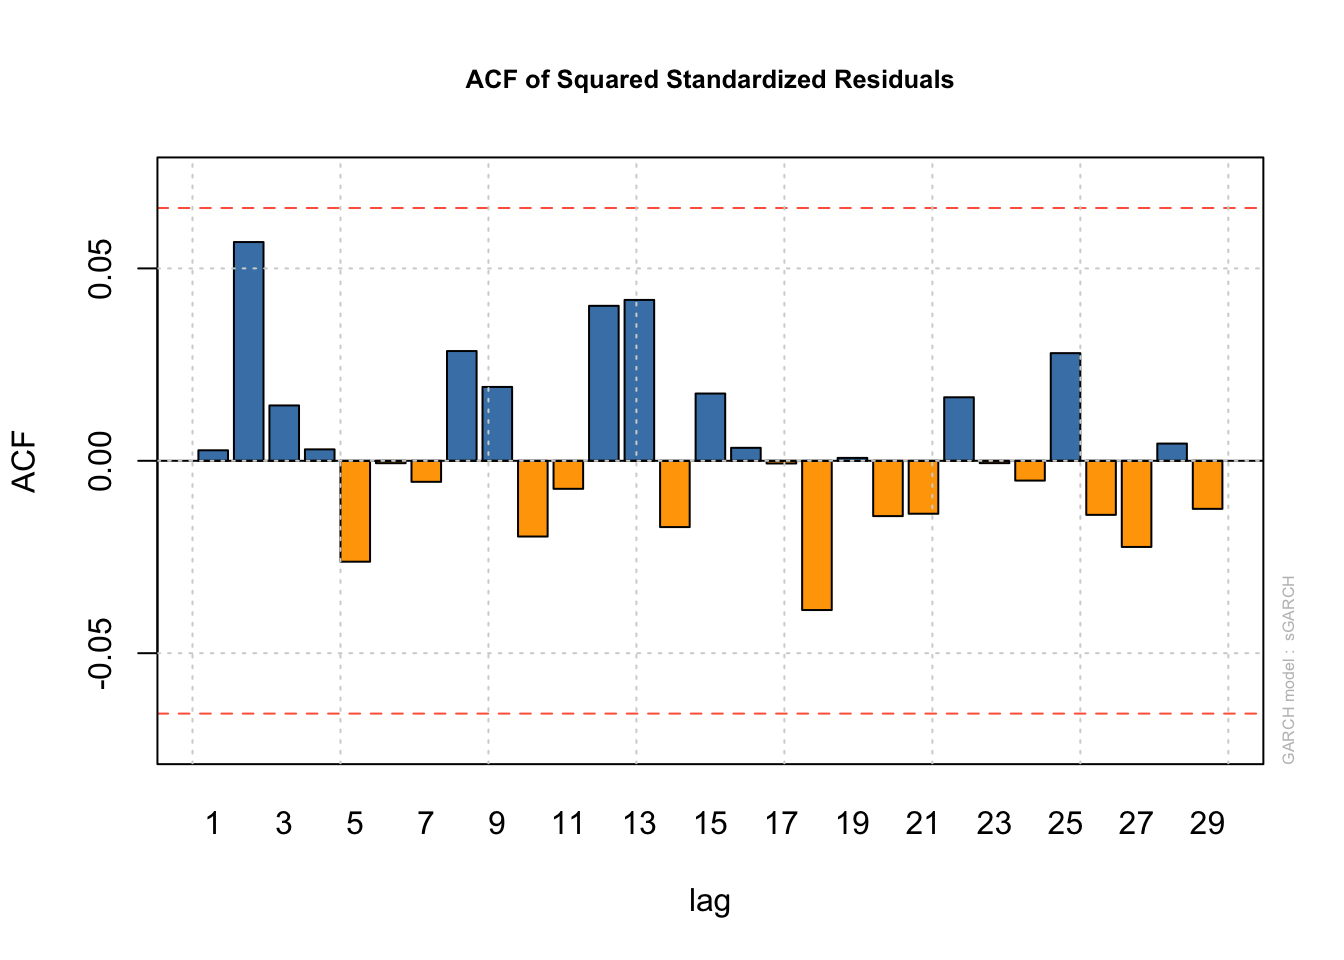 ACF of Squared Standardized Residuals
ACF
0.05
0.00
-0.05
1 3 5 7 9 11 13 15 17 19 21 23 25 27 29
lag
GARCH model : sGARCH